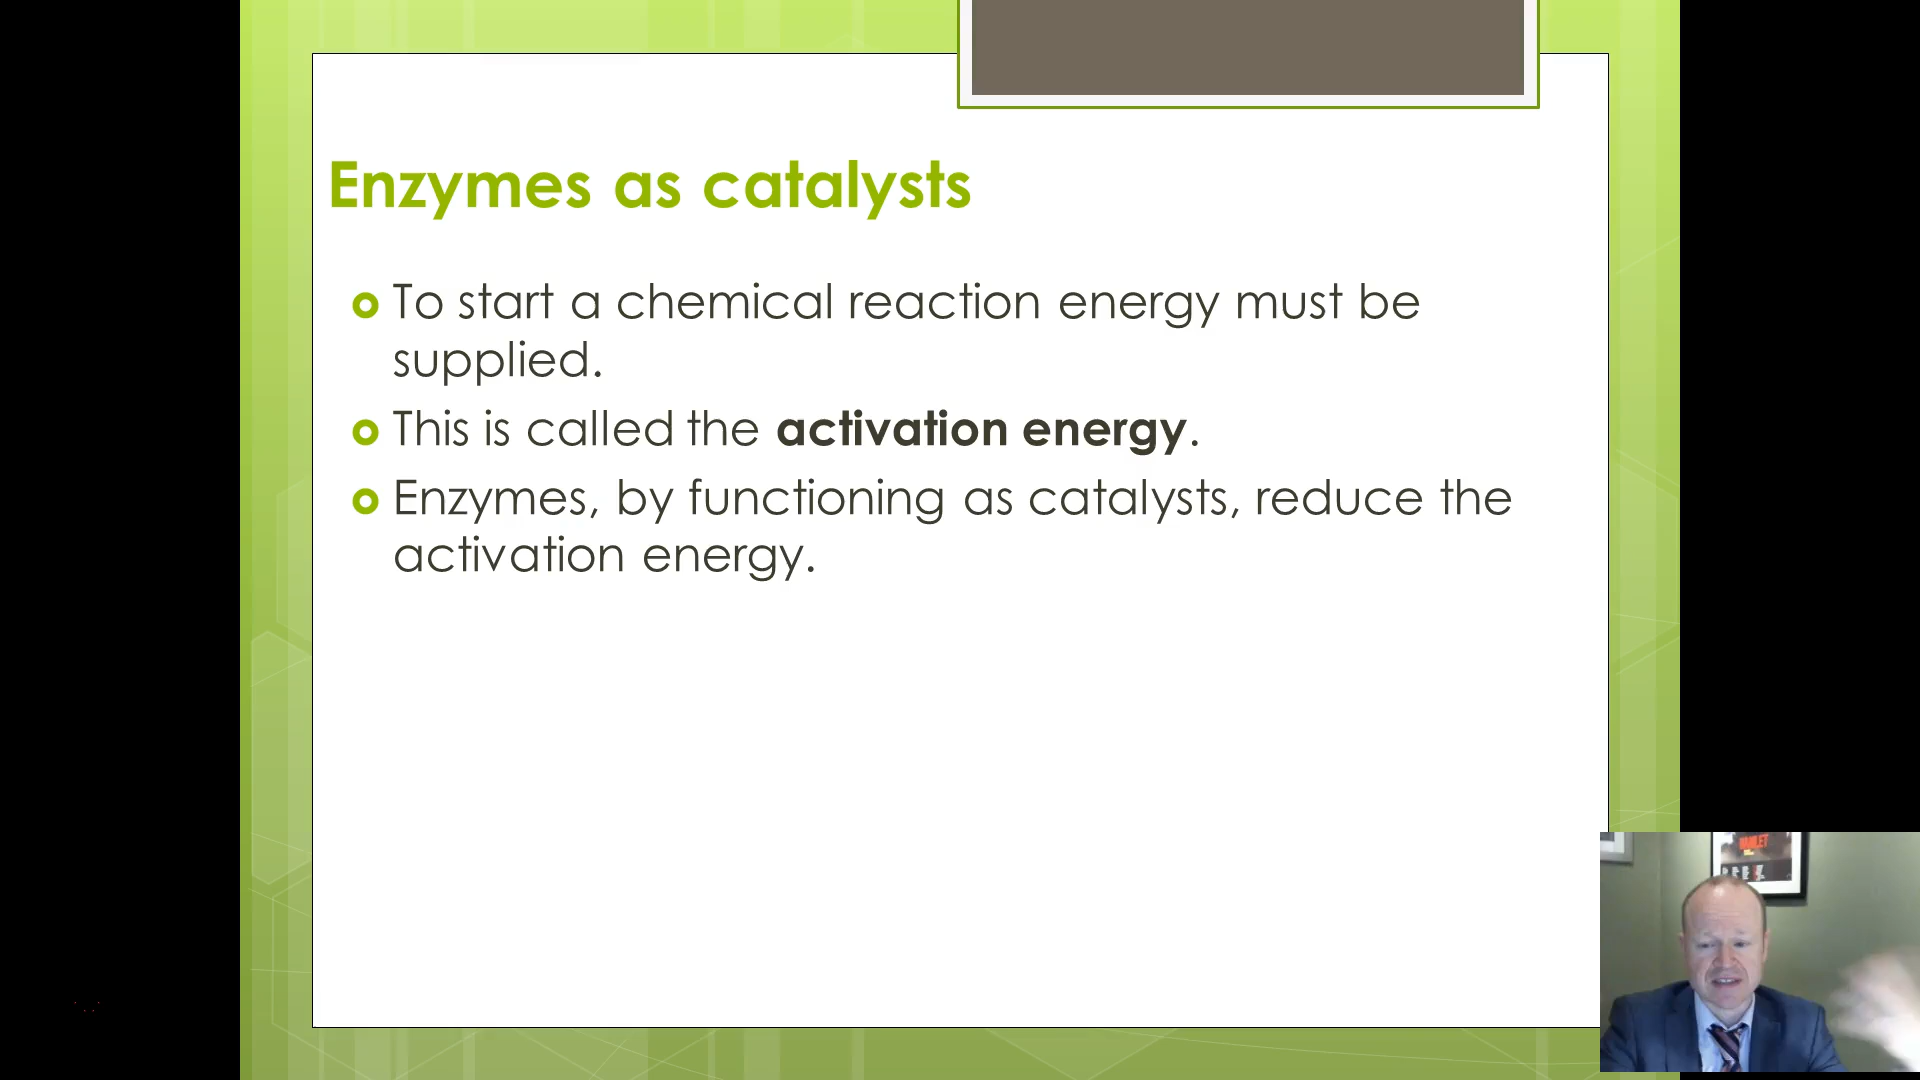 Enzymes as catalysts
To start a chemical reaction energy must be
supplied.
This is called the activation energy.
Enzymes, by functioning as catalysts, reduce the
activation energy.
HAMLET